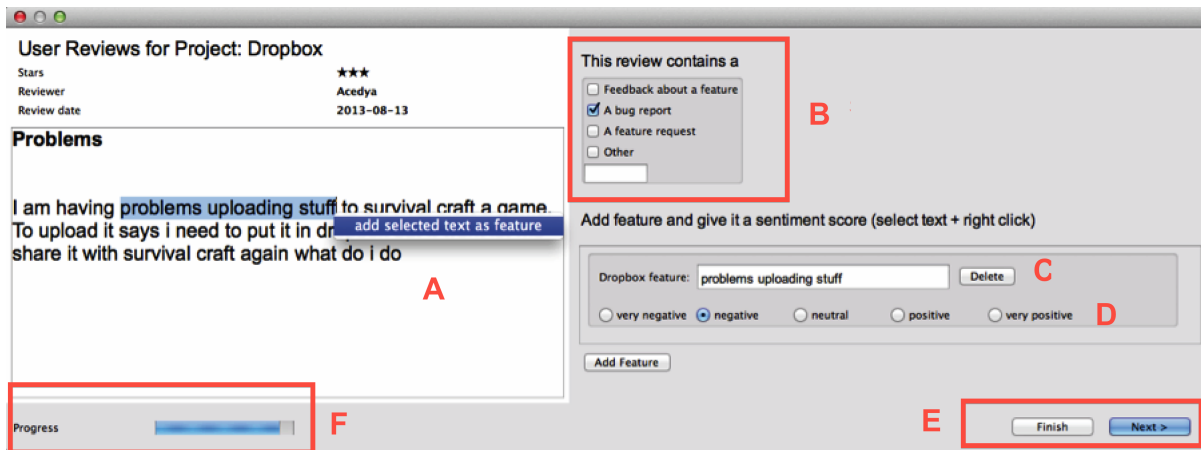 User Reviews for Project: Dropbox
Stars ★★★
Reviewer Acedya
Review date 2013-08-13
Problems
I am having problems uploading stuff to survival craft a game.
To upload it says i need to put it in
add selected text as feature
share it with survival craft again what do i do
A
Progress
F
This review contains a
Feedback about a feature
A bug report
A feature request
Other
B
Add feature and give it a sentiment score (select text + right click)
Dropbox feature: problems uploading stuff Delete
C
very negative negative neutral positive very positive
D
Add Feature
E
Finish Next >